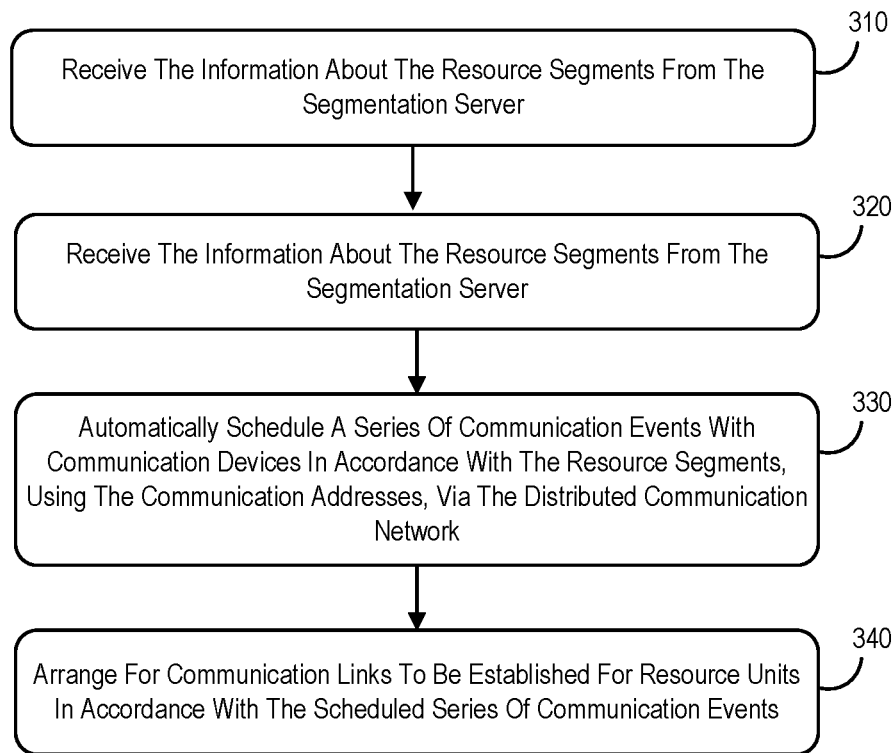 310
Receive The Information About The Resource Segments From The
Segmentation Server
320
Receive The Information About The Resource Segments From The
Segmentation Server
330
Automatically Schedule A Series Of Communication Events With
Communication Devices In Accordance With The Resource Segments,
Using The Communication Addresses, Via The Distributed Communication
Network
340
Arrange For Communication Links To Be Established For Resource Units
In Accordance With The Scheduled Series Of Communication Events